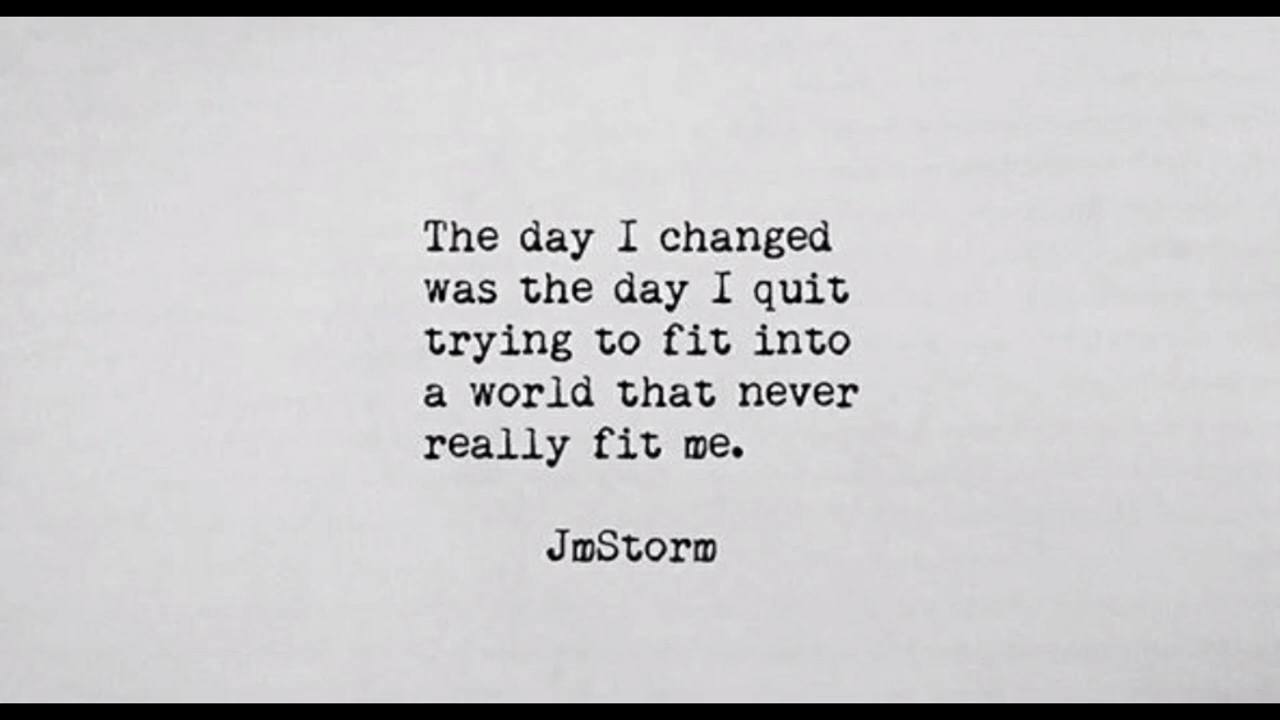 The day I changed
was the day I quit
trying to fit into
a world that never
really fit me.
JmStorm